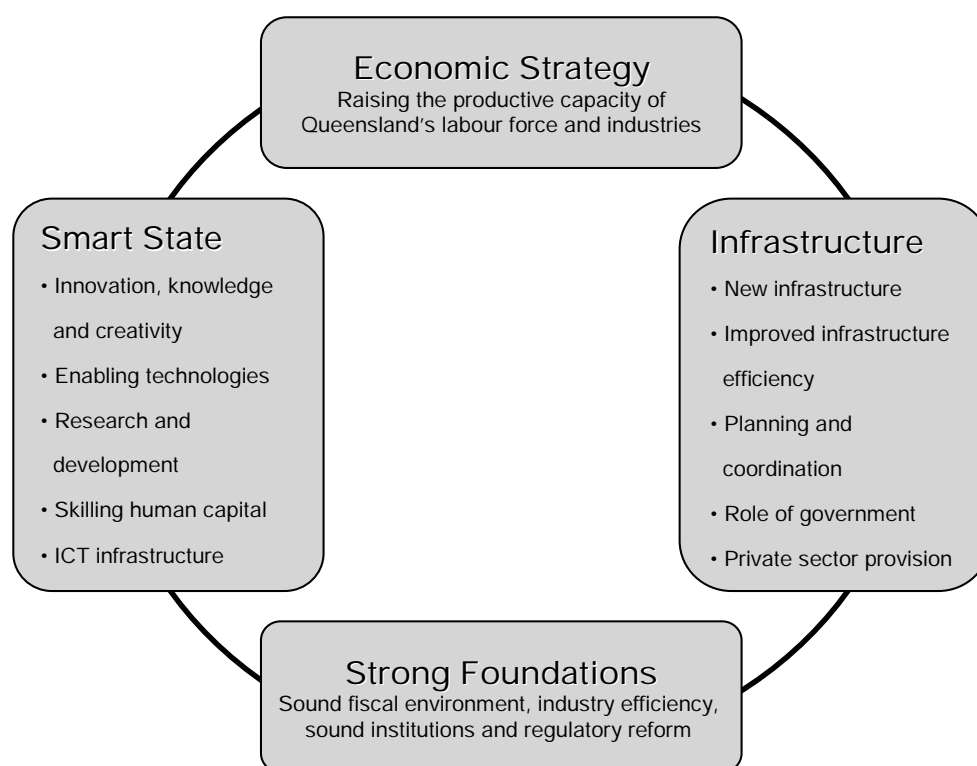 Economic Strategy
Raising the productive capacity of
Queensland's labour force and industries
Smart State
• Innovation, knowledge
and creativity
• Enabling technologies
• Research and
development
• Skilling human capital
• ICT infrastructure
Infrastructure
• New infrastructure
• Improved infrastructure
efficiency
• Planning and
coordination
• Role of government
• Private sector provision
Strong Foundations
Sound fiscal environment, industry efficiency,
sound institutions and regulatory reform